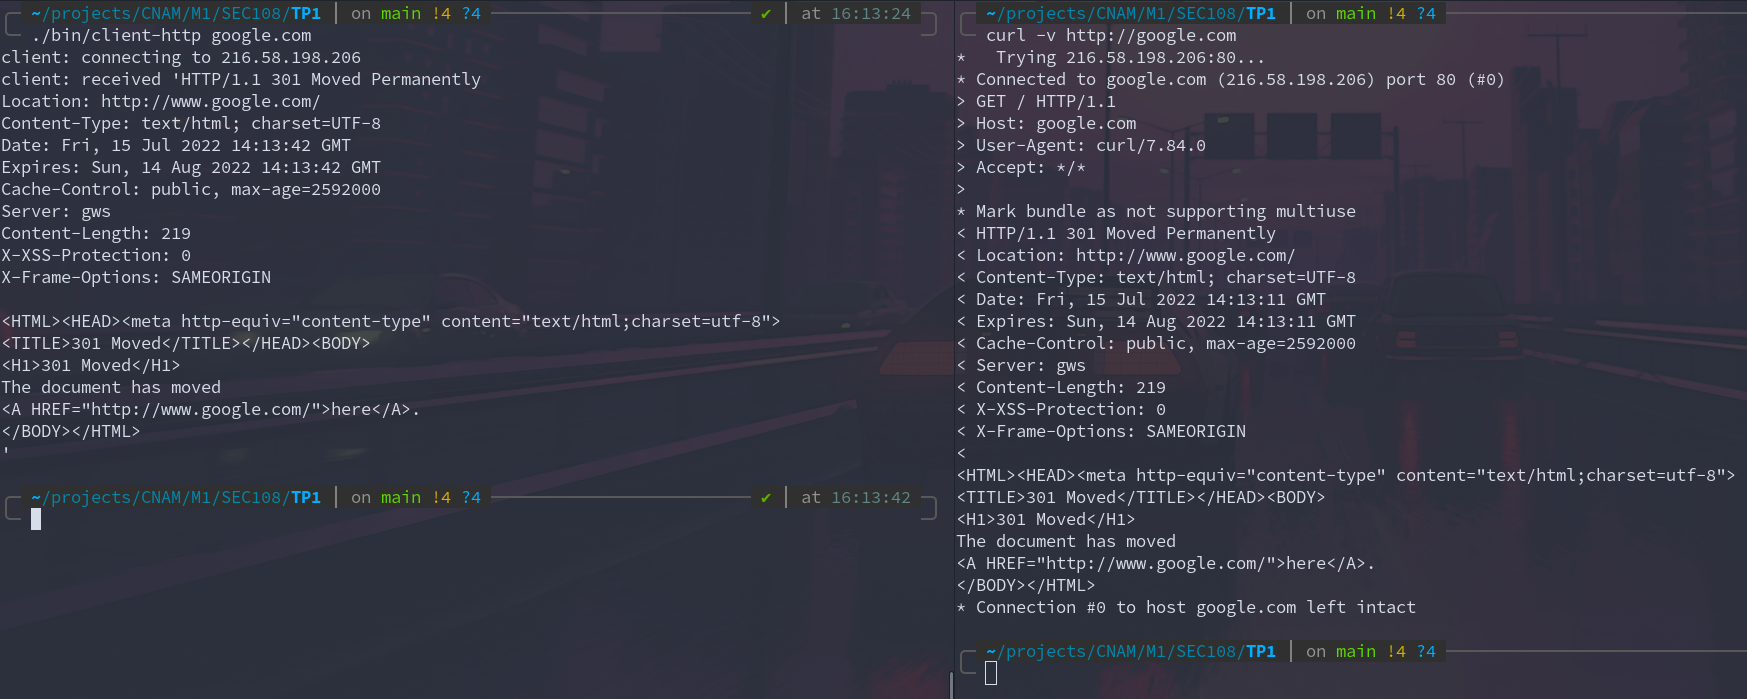 ~/projects/CNAM/M1/SEC108/TP1 | on main !4 ?4 ✔ | at 16:13:24
./bin/client-http google.com
client: connecting to 216.58.198.206
client: received 'HTTP/1.1 301 Moved Permanently
Location: http://www.google.com/
Content-Type: text/html; charset=UTF-8
Date: Fri, 15 Jul 2022 14:13:42 GMT
Expires: Sun, 14 Aug 2022 14:13:42 GMT
Cache-Control: public, max-age=2592000
Server: gws
Content-Length: 219
X-XSS-Protection: 0
X-Frame-Options: SAMEORIGIN

<HTML><HEAD><meta http-equiv="content-type" content="text/html;charset=utf-8">
<TITLE>301 Moved</TITLE></HEAD><BODY>
<H1>301 Moved</H1>
The document has moved
<A HREF="http://www.google.com/">here</A>.
</BODY></HTML>
'
~/projects/CNAM/M1/SEC108/TP1 | on main !4 ?4 ✔ | at 16:13:42
~/projects/CNAM/M1/SEC108/TP1 | on main !4 ?4
curl -v http://google.com
*   Trying 216.58.198.206:80...
* Connected to google.com (216.58.198.206) port 80 (#0)
> GET / HTTP/1.1
> Host: google.com
> User-Agent: curl/7.84.0
> Accept: */*
>
* Mark bundle as not supporting multiuse
< HTTP/1.1 301 Moved Permanently
< Location: http://www.google.com/
< Content-Type: text/html; charset=UTF-8
< Date: Fri, 15 Jul 2022 14:13:11 GMT
< Expires: Sun, 14 Aug 2022 14:13:11 GMT
< Cache-Control: public, max-age=2592000
< Server: gws
< Content-Length: 219
< X-XSS-Protection: 0
< X-Frame-Options: SAMEORIGIN
<
<HTML><HEAD><meta http-equiv="content-type" content="text/html;charset=utf-8">
<TITLE>301 Moved</TITLE></HEAD><BODY>
<H1>301 Moved</H1>
The document has moved
<A HREF="http://www.google.com/">here</A>.
</BODY></HTML>
* Connection #0 to host google.com left intact
~/projects/CNAM/M1/SEC108/TP1 | on main !4 ?4